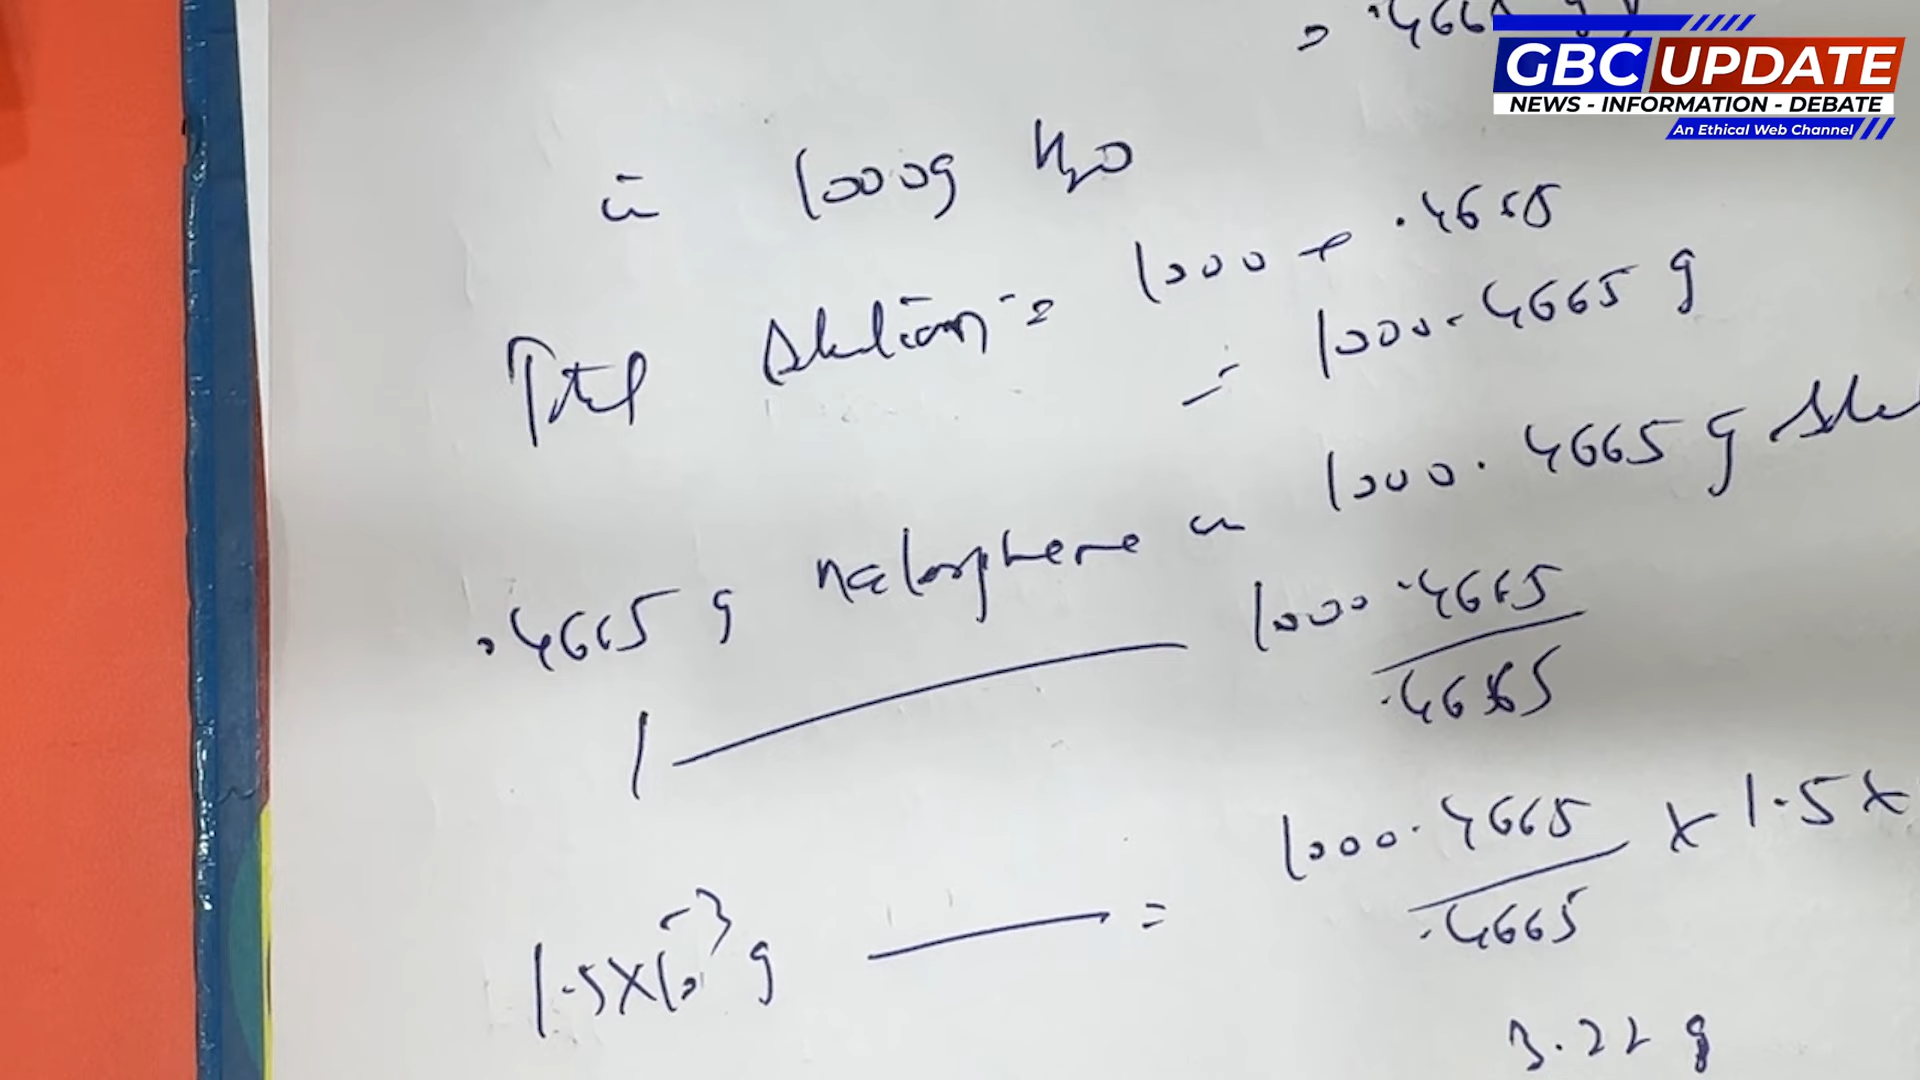 = .4665 g
GBC UPDATE
NEWS - INFORMATION - DEBATE
An Ethical Web Channel
in 1000g H2O
Total Solution = 1000 + .4665
= 1000.4665 g
.4665 g nalorphene in 1000.4665 g
1 1000.4665
.4665
1.5X10-3 g = 1000.4665 X 1.5 X
.4665
3.22 g